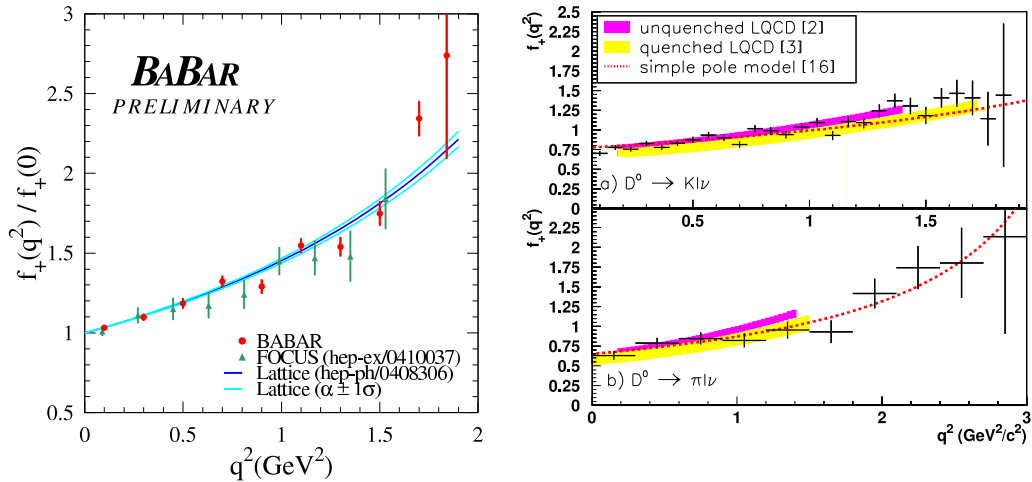 BABAR
PRELIMINARY
f+(q²) / f+(0)
3
2.5
2
1.5
1
0.5
0
0
0.5
1
1.5
2
q²(GeV²)
BABAR
FOCUS (hep-ex/0410037)
Lattice (hep-ph/0408306)
Lattice (α ± 1σ)
f+(q²)
2.5
2.25
2
1.75
1.5
1.25
1
0.75
0.5
0.25
0
unquenched LQCD [2]
quenched LQCD [3]
simple pole model [16]
a) D⁰ → Klν
0.5
1
1.5
f+(q²)
2.5
2.25
2
1.75
1.5
1.25
1
0.75
0.5
0.25
0
b) D⁰ → πlν
0
1
2
3
q² (GeV²/c²)